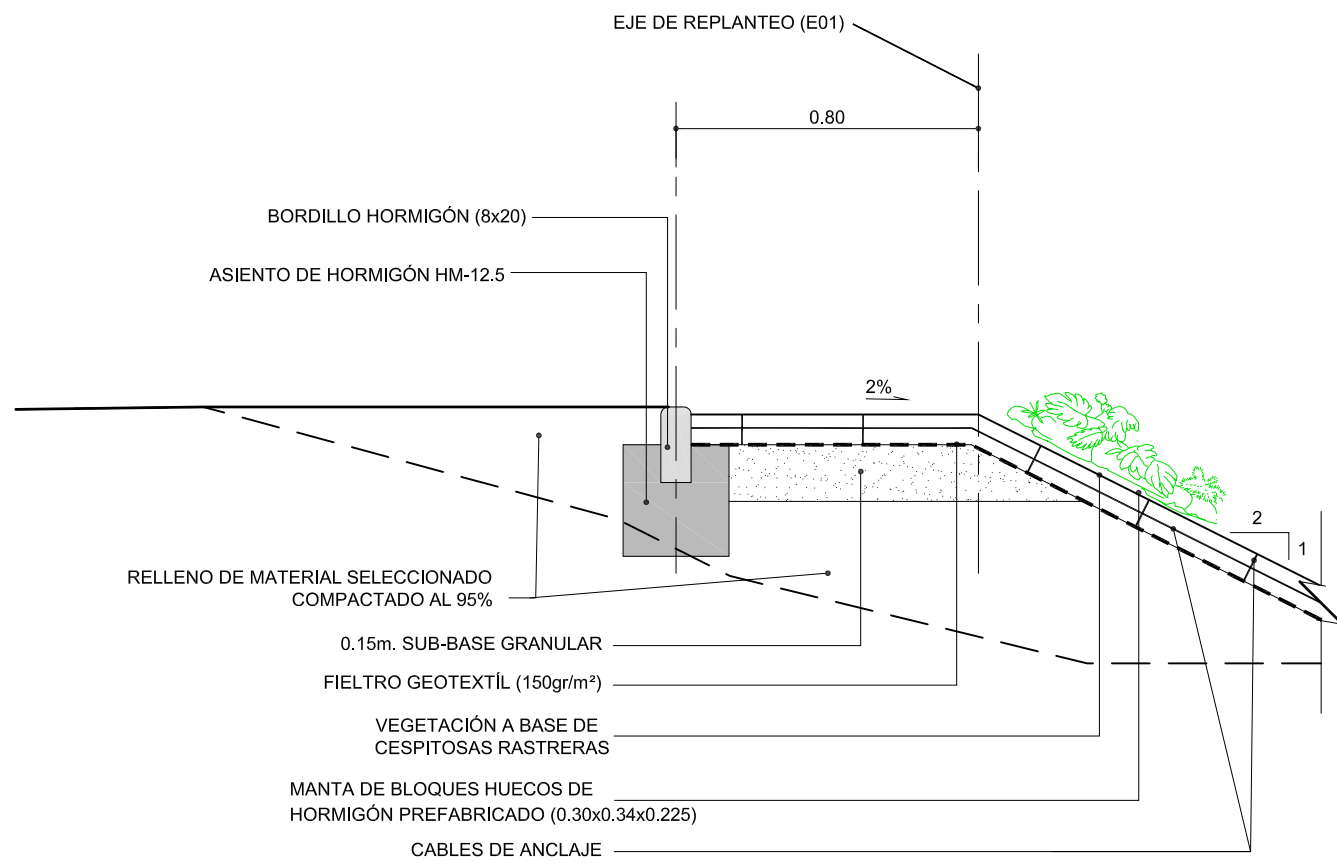 EJE DE REPLANTEO (E01)
0.80
BORDILLO HORMIGÓN (8x20)
ASIENTO DE HORMIGÓN HM-12.5
2%
2
1
RELLENO DE MATERIAL SELECCIONADO
COMPACTADO AL 95%
0.15m. SUB-BASE GRANULAR
FIELTRO GEOTEXTÍL (150gr/m²)
VEGETACIÓN A BASE DE
CESPITOSAS RASTRERAS
MANTA DE BLOQUES HUECOS DE
HORMIGÓN PREFABRICADO (0.30x0.34x0.225)
CABLES DE ANCLAJE